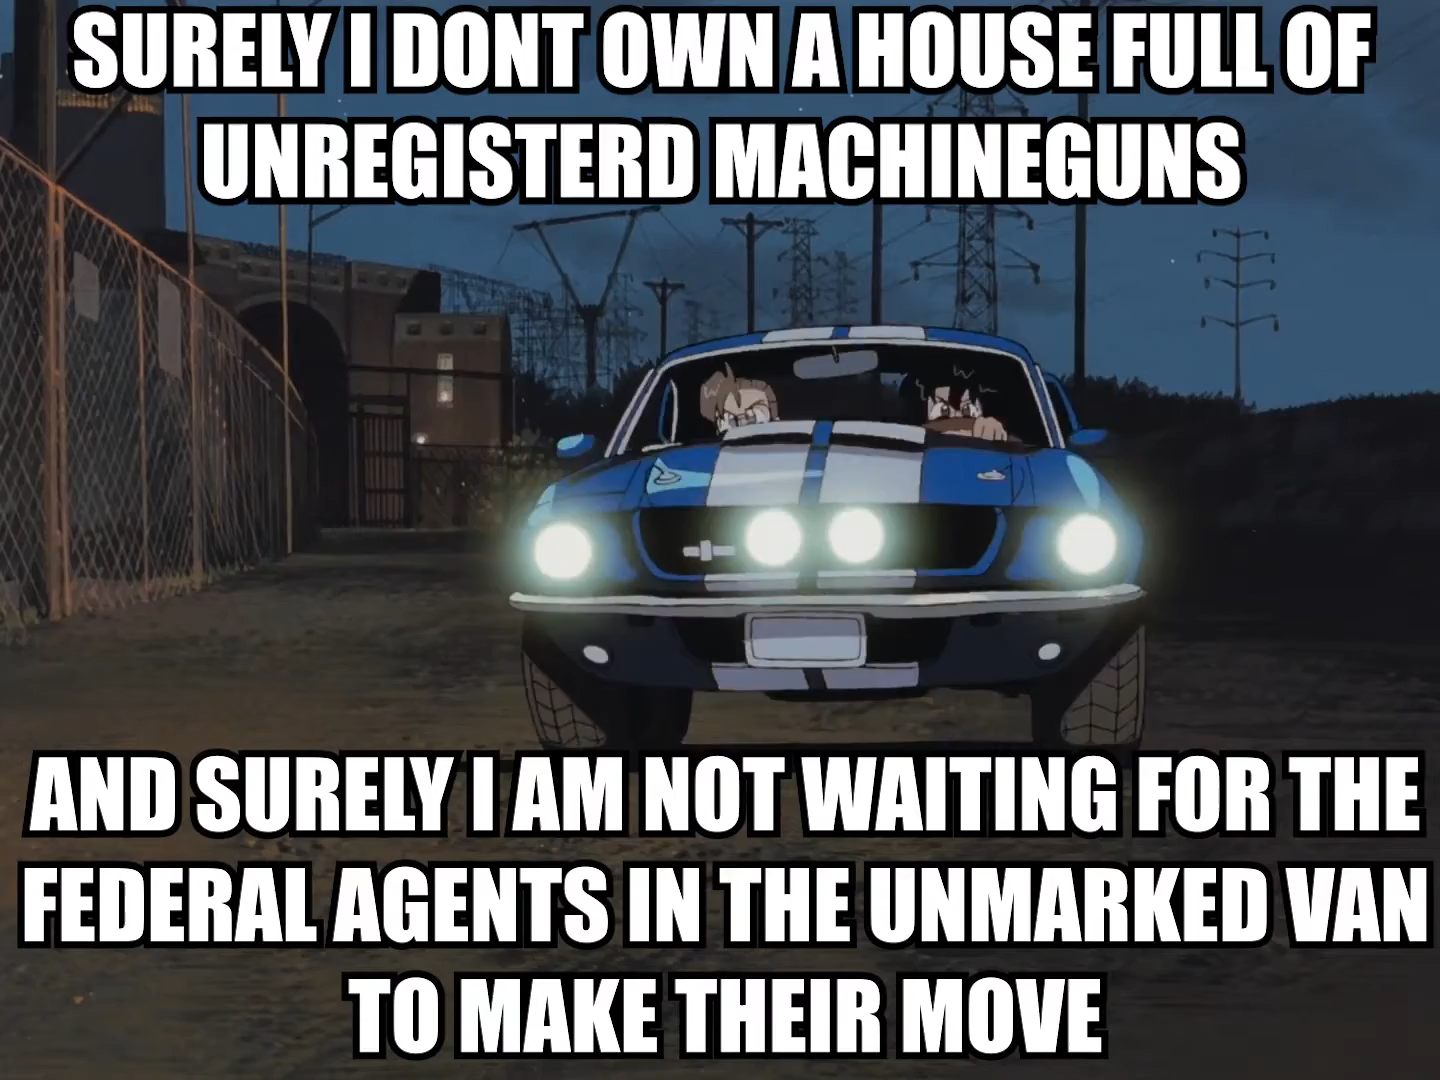 SURELY I DONT OWN A HOUSE FULL OF
UNREGISTERD MACHINEGUNS
AND SURELY I AM NOT WAITING FOR THE
FEDERAL AGENTS IN THE UNMARKED VAN
TO MAKE THEIR MOVE